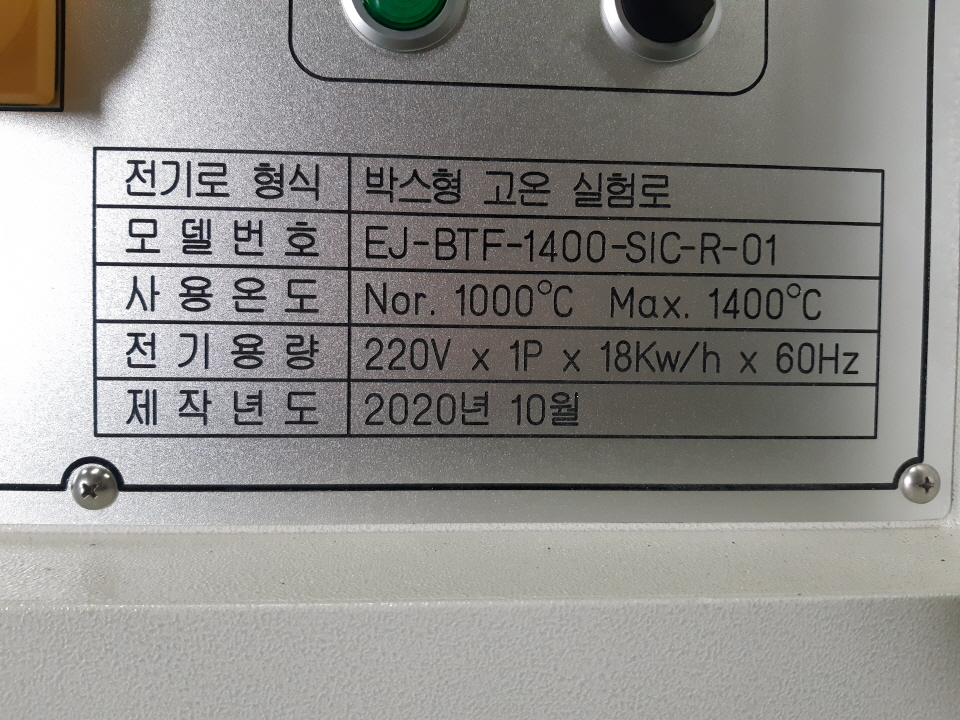 전기로 형식 박스형 고온 실험로
모델번호 EJ-BTF-1400-SIC-R-01
사용온도 Nor. 1000°C Max. 1400°C
전기용량 220V x 1P x 18Kw/h x 60Hz
제작년도 2020년 10월